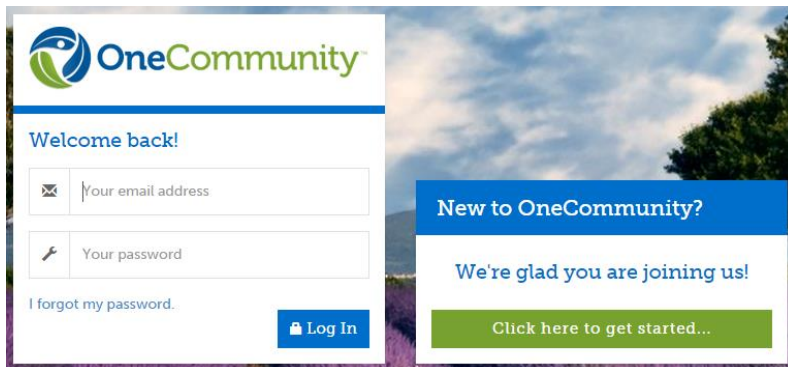 OneCommunity™
Welcome back!
Your email address
Your password
I forgot my password.
Log In
New to OneCommunity?
We're glad you are joining us!
Click here to get started...